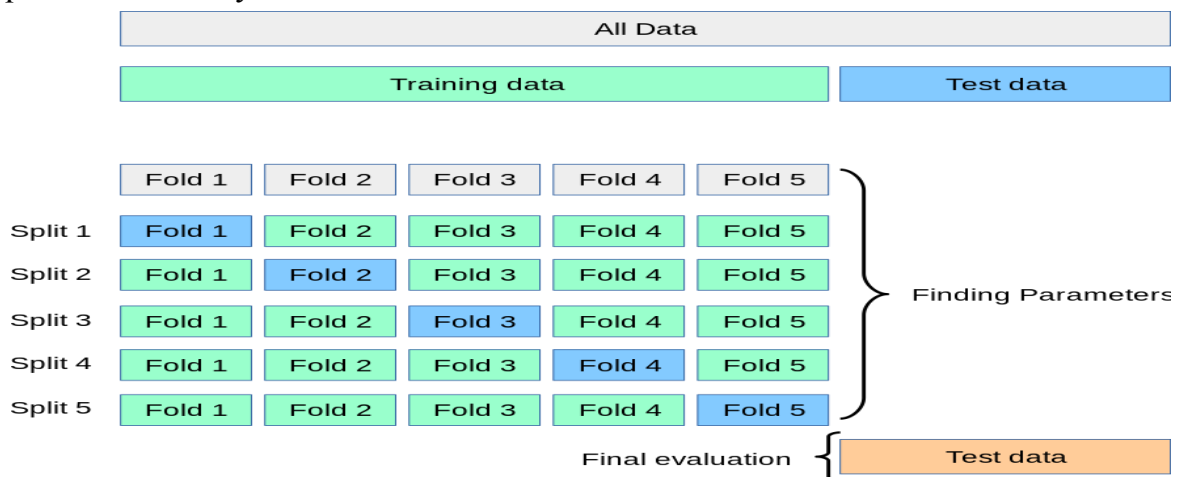 All Data
Training data Test data
Fold 1 Fold 2 Fold 3 Fold 4 Fold 5
Split 1 Fold 1 Fold 2 Fold 3 Fold 4 Fold 5
Split 2 Fold 1 Fold 2 Fold 3 Fold 4 Fold 5
Finding Parameters
Split 3 Fold 1 Fold 2 Fold 3 Fold 4 Fold 5
Split 4 Fold 1 Fold 2 Fold 3 Fold 4 Fold 5
Split 5 Fold 1 Fold 2 Fold 3 Fold 4 Fold 5
Final evaluation Test data